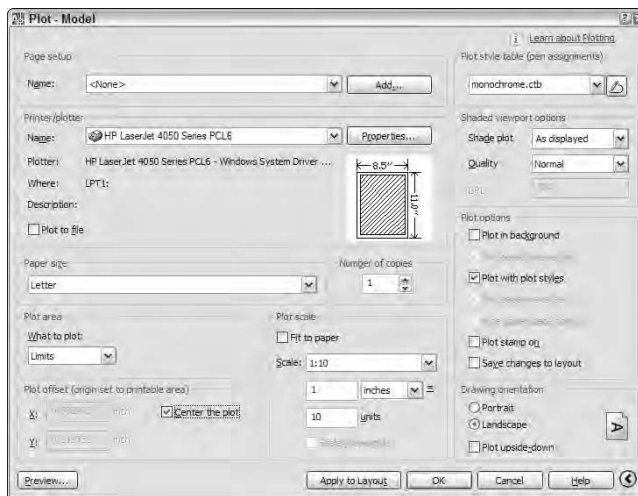 Plot - Model
Learn about Plotting
Page setup
Name: <None> Add...
Plot style table (pen assignments)
monochrome.ctb
Printer/plotter
Name: HP LaserJet 4050 Series PCL6 Properties...
Plotter: HP LaserJet 4050 Series PCL6 - Windows System Driver ...
Where: LPT1:
Description:
Plot to file
8.5"
11.0"
Shaded viewport options
Shade plot As displayed
Quality Normal
DPI
Paper size
Letter
Number of copies
1
Plot options
Plot in background
Plot with plot styles
Plot stamp on
Save changes to layout
Plot area
What to plot:
Limits
Plot scale
Fit to paper
Scale: 1:10
1 inches =
10 units
Plot offset (origin set to printable area)
X: inch Center the plot
Y: inch
Drawing orientation
Portrait
Landscape
Plot upside-down
A
Preview... Apply to Layout OK Cancel Help